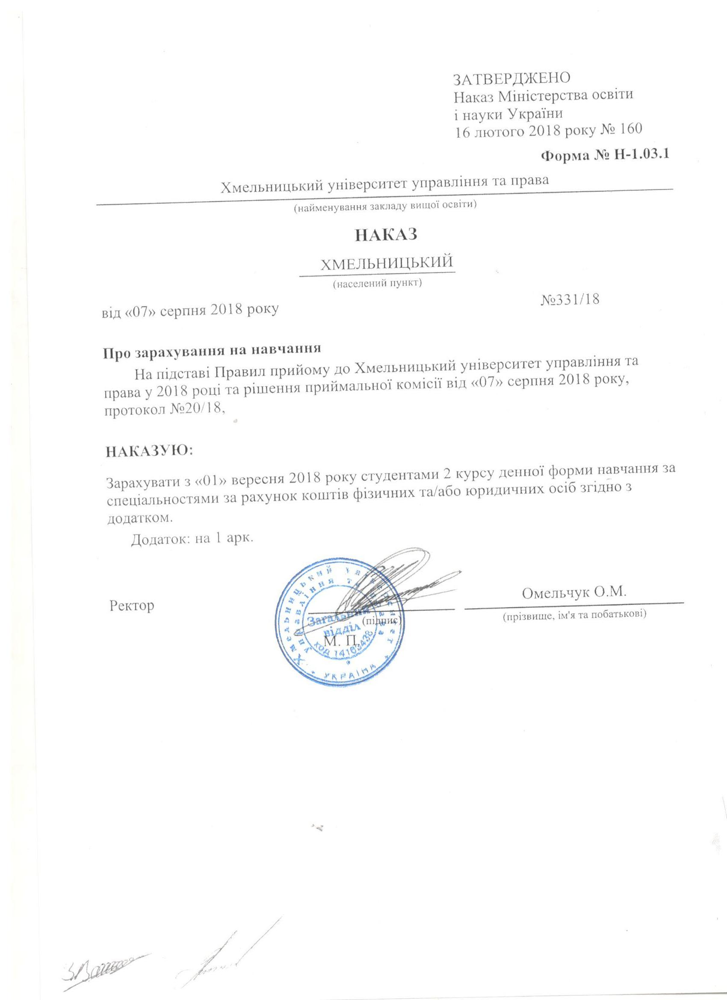 ЗАТВЕРДЖЕНО
Наказ Міністерства освіти
і науки України
16 лютого 2018 року № 160
Форма № Н-1.03.1
Хмельницький університет управління та права
(найменування закладу вищої освіти)
НАКАЗ
ХМЕЛЬНИЦЬКИЙ
(населений пункт)
від «07» серпня 2018 року №331/18
Про зарахування на навчання
На підставі Правил прийому до Хмельницький університет управління та
права у 2018 році та рішення приймальної комісії від «07» серпня 2018 року,
протокол №20/18,
НАКАЗУЮ:
Зарахувати з «01» вересня 2018 року студентами 2 курсу денної форми навчання за
спеціальностями за рахунок коштів фізичних та/або юридичних осіб згідно з
додатком.
Додаток: на 1 арк.
Ректор
Омельчук О.М.
(підпис)
(прізвище, ім'я та побатькові)
М. П.
Хмельницький університет
управління та права
Загальний
відділ
код 14163438
* УКРАЇНА *